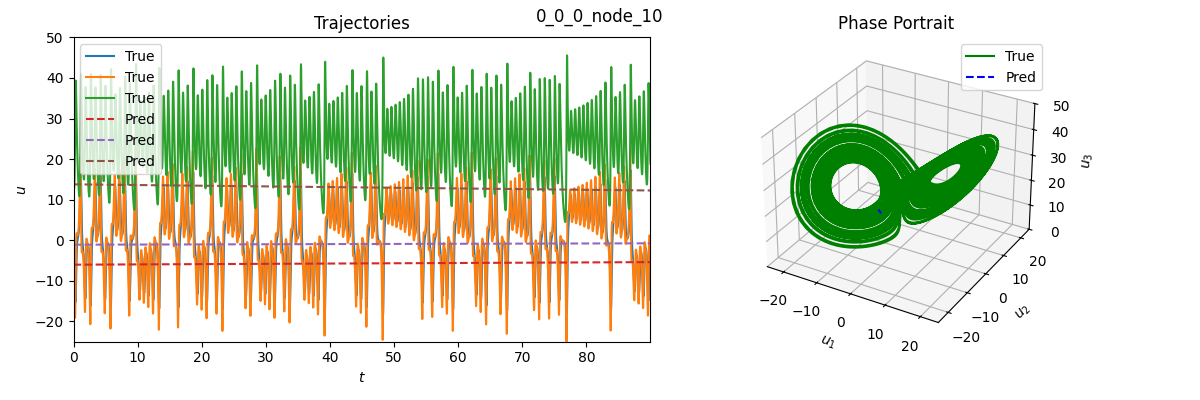 0_0_0_node_10
Trajectories
50
40
30
20
10
0
−10
−20
u
0 10 20 30 40 50 60 70 80
t
True
True
True
Pred
Pred
Pred
Phase Portrait
True
Pred
−20 −10 0 10 20
u1
−20 −10 0 10 20
u2
0 10 20 30 40 50
u3